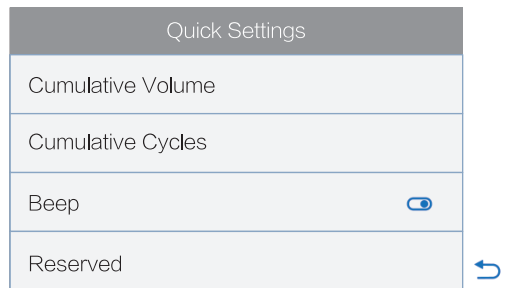 Quick Settings
Cumulative Volume
Cumulative Cycles
Beep
Reserved